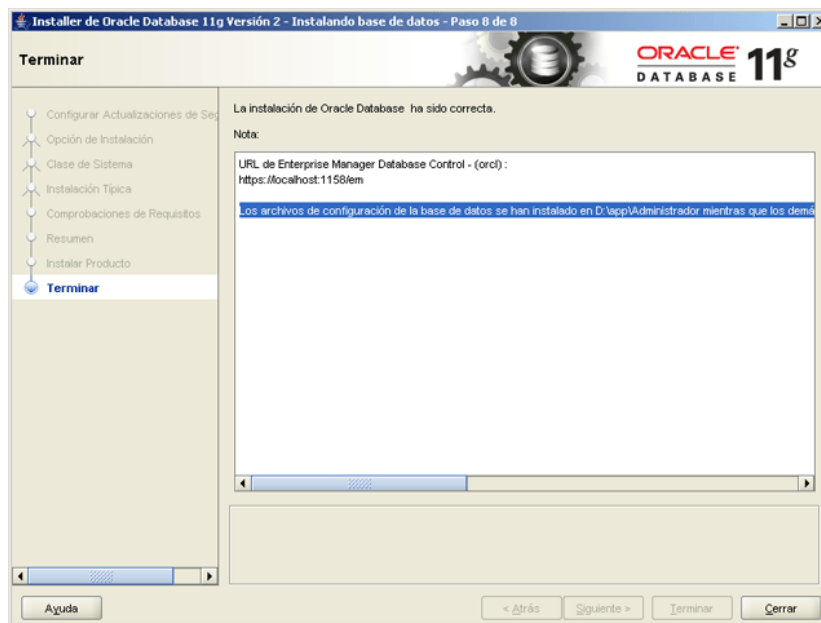 Installer de Oracle Database 11g Versión 2 - Instalando base de datos - Paso 8 de 8
Terminar
ORACLE
DATABASE 11g
Configurar Actualizaciones de Seg
Opción de Instalación
Clase de Sistema
Instalación Típica
Comprobaciones de Requisitos
Resumen
Instalar Producto
Terminar
La instalación de Oracle Database ha sido correcta.
Nota:
URL de Enterprise Manager Database Control - (orcl) :
https://localhost:1158/em
Los archivos de configuración de la base de datos se han instalado en D:\app\Administrador mientras que los demá
Ayuda
< Atrás
Siguiente >
Terminar
Cerrar